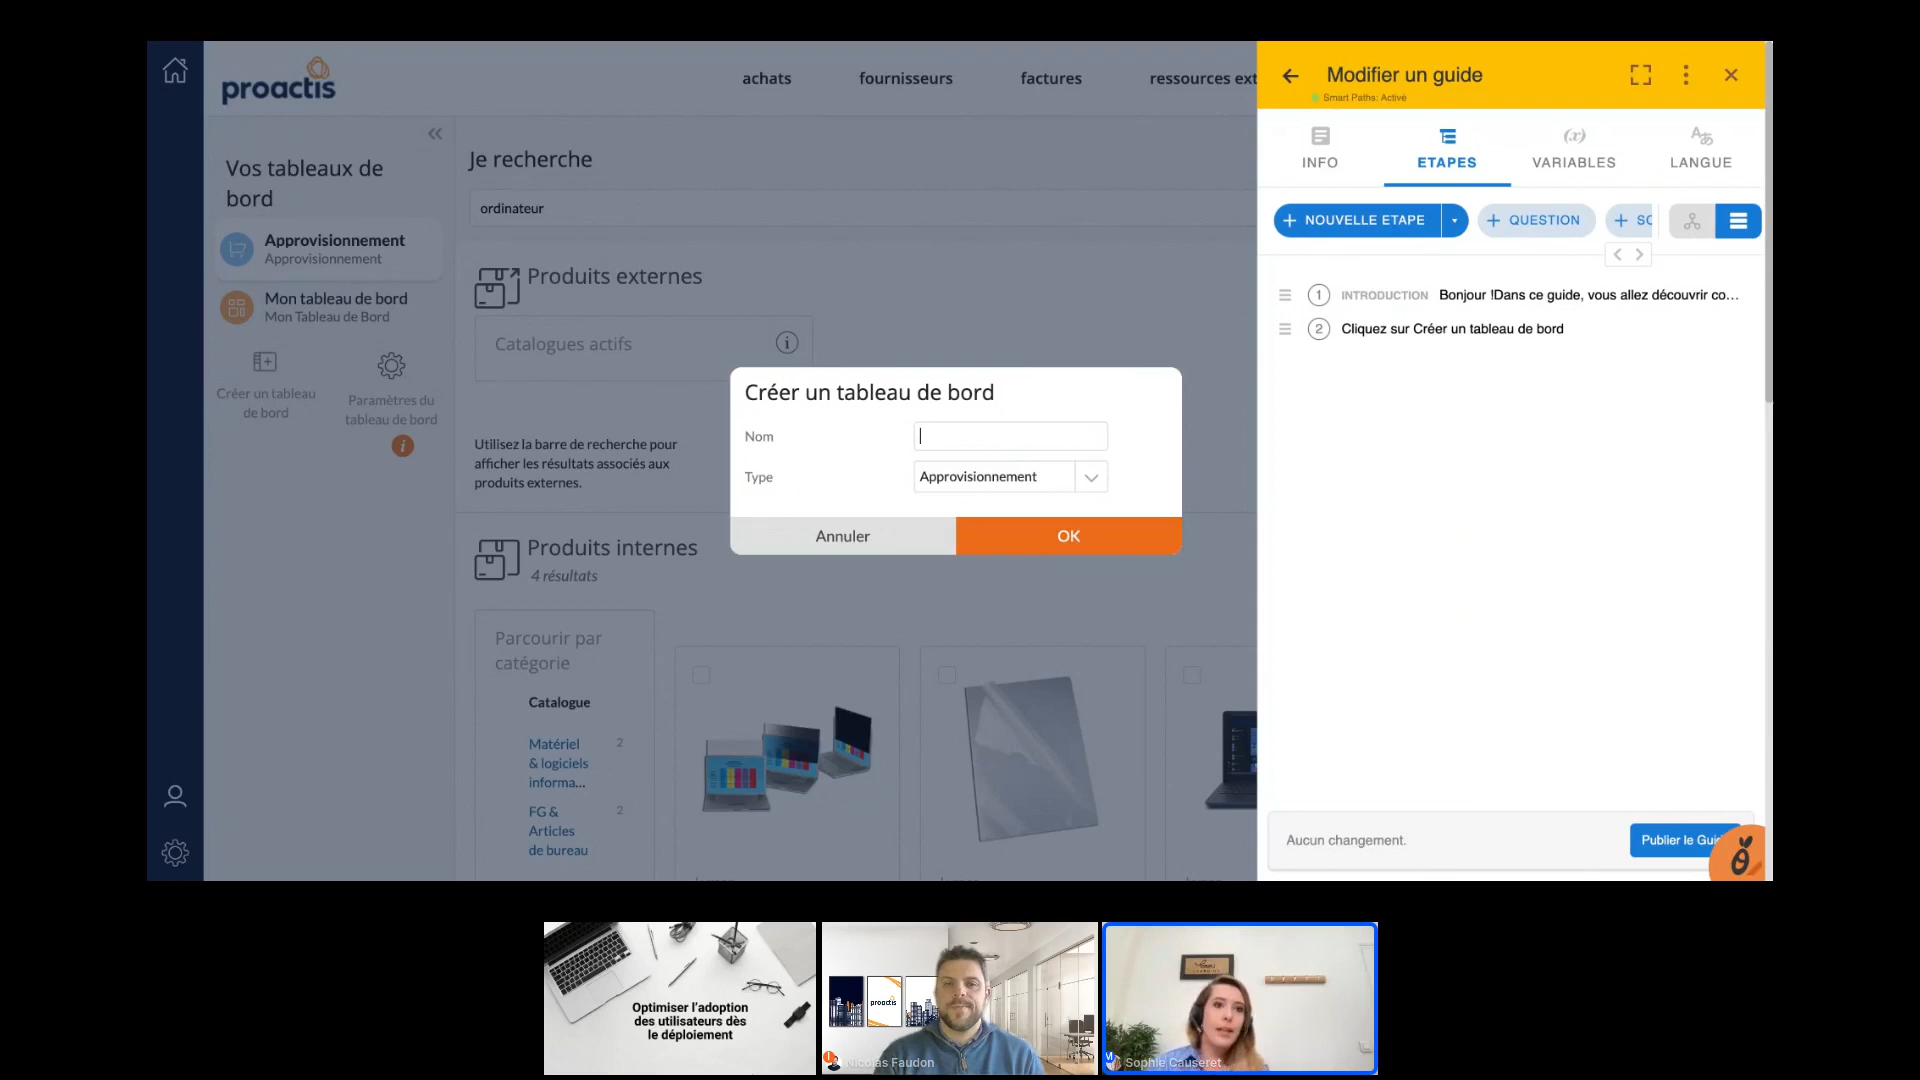 proactis
achats
fournisseurs
factures
ressources ext
Vos tableaux de
bord
Approvisionnement
Approvisionnement
Mon tableau de bord
Mon Tableau de Bord
Créer un tableau
de bord
Paramètres du
tableau de bord
i
Je recherche
ordinateur
Produits externes
Catalogues actifs
i
Utilisez la barre de recherche pour
afficher les résultats associés aux
produits externes.
Produits internes
4 résultats
Parcourir par
catégorie
Catalogue
Matériel
& logiciels
informa...
2
FG &
Articles
de bureau
2
Créer un tableau de bord
Nom
Type
Approvisionnement
Annuler
OK
Modifier un guide
Smart Paths: Activé
INFO
ETAPES
(x)
VARIABLES
LANGUE
+ NOUVELLE ETAPE
+ QUESTION
+ SC
1 INTRODUCTION Bonjour !Dans ce guide, vous allez découvrir co...
2 Cliquez sur Créer un tableau de bord
Aucun changement.
Publier le Gui
Optimiser l'adoption
des utilisateurs dès
le déploiement
proactis
Nicolas Faudon
Sophie Causeret